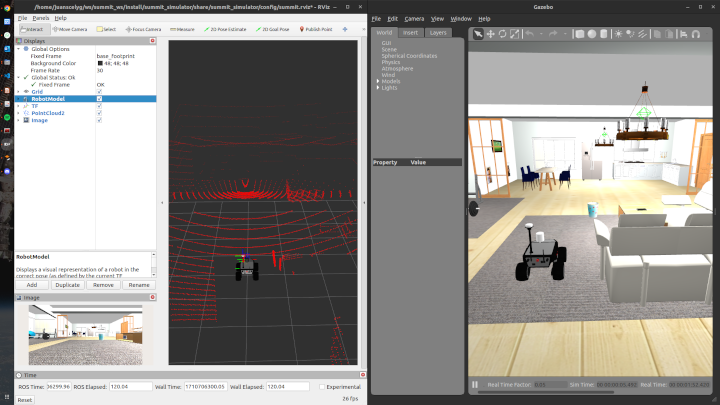 /home/juanscelyg/ws/summit_ws/install/summit_simulator/share/summit_simulator/config/summit.rviz* - RViz
File Panels Help
Interact Move Camera Select Focus Camera Measure 2D Pose Estimate 2D Goal Pose Publish Point
Displays
Global Options
Fixed Frame base_footprint
Background Color 48; 48; 48
Frame Rate 30
Global Status: Ok
Fixed Frame OK
Grid
RobotModel
TF
PointCloud2
Image
RobotModel
Displays a visual representation of a robot in the
correct pose (as defined by the current TF
Add Duplicate Remove Rename
Image
Time
ROS Time: ROS Elapsed: 120.04 Wall Time: 1710706300.05 Wall Elapsed: 120.04 Experimental
Reset 26 fps
Gazebo
File Edit Camera View Window Help
World Insert Layers
GUI
Scene
Spherical Coordinates
Physics
Atmosphere
Wind
Models
Lights
Property Value
Real Time Factor: 0.05 Sim Time: Real Time: